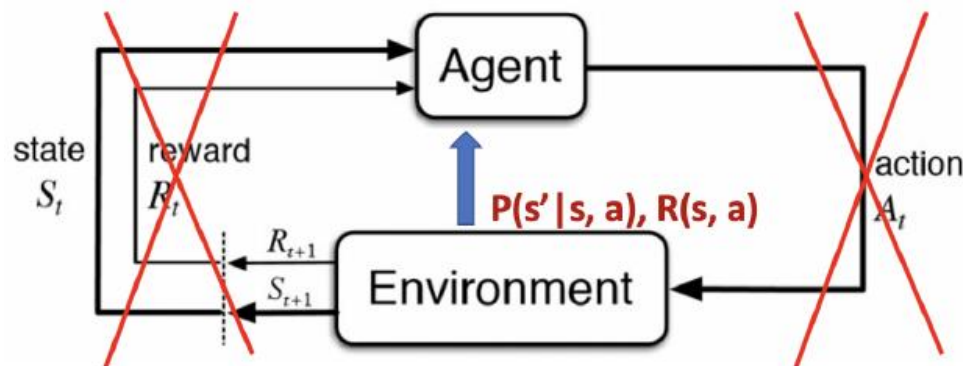 Agent
state
S_t
reward
R_t
action
A_t
P(s'|s, a), R(s, a)
R_{t+1}
S_{t+1}
Environment